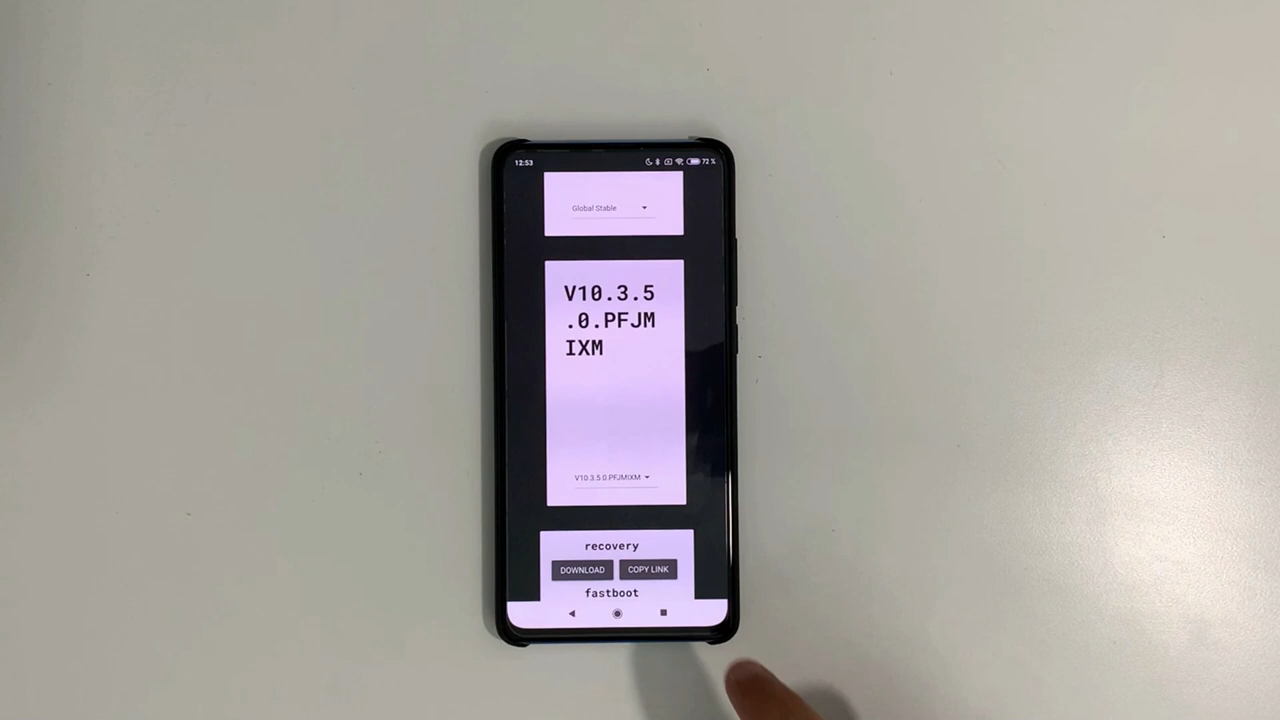 12:53
72 %
Global Stable
V10.3.5
.0.PFJM
IXM
V10.3.5.0.PFJMIXM
recovery
DOWNLOAD COPY LINK
fastboot